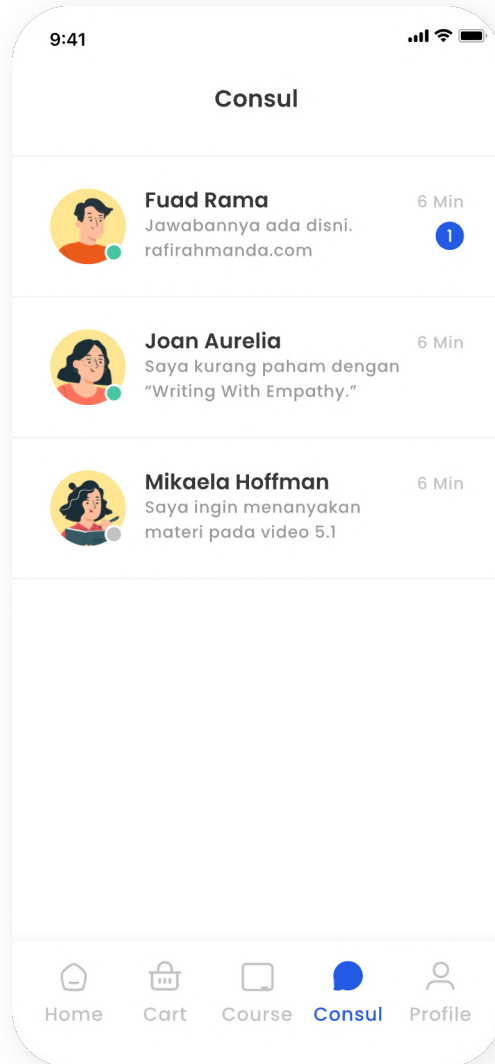 9:41
Consul
Fuad Rama
6 Min
Jawabannya ada disni.
rafirahmanda.com
1
Joan Aurelia
6 Min
Saya kurang paham dengan
“Writing With Empathy.”
Mikaela Hoffman
6 Min
Saya ingin menanyakan
materi pada video 5.1
Home Cart Course Consul Profile